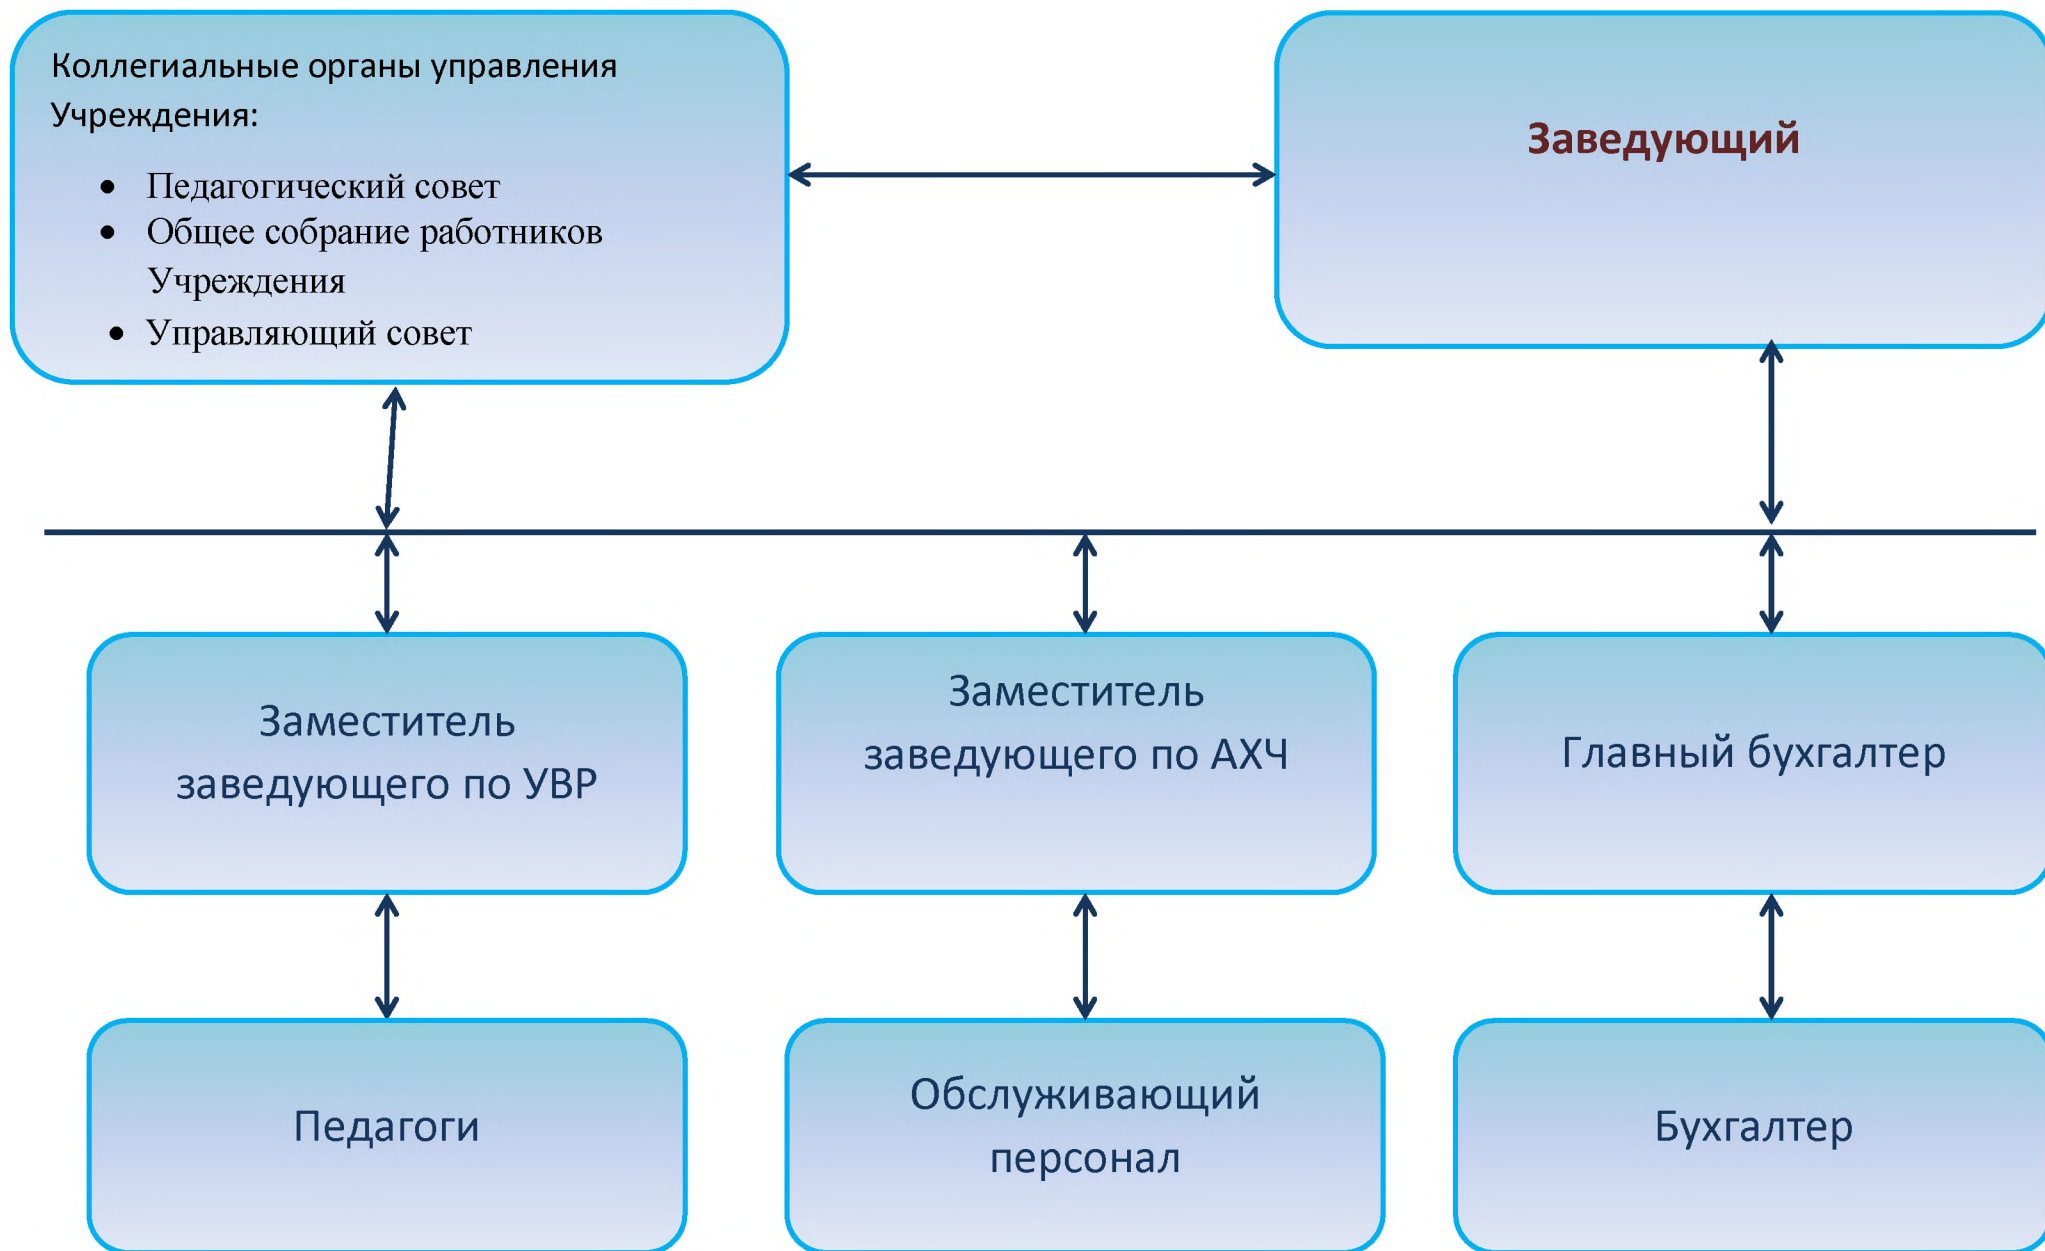 Коллегиальные органы управления
Учреждения:
• Педагогический совет
• Общее собрание работников
Учреждения
• Управляющий совет
Заведующий
Заместитель
заведующего по УВР
Заместитель
заведующего по АХЧ
Главный бухгалтер
Педагоги
Обслуживающий
персонал
Бухгалтер